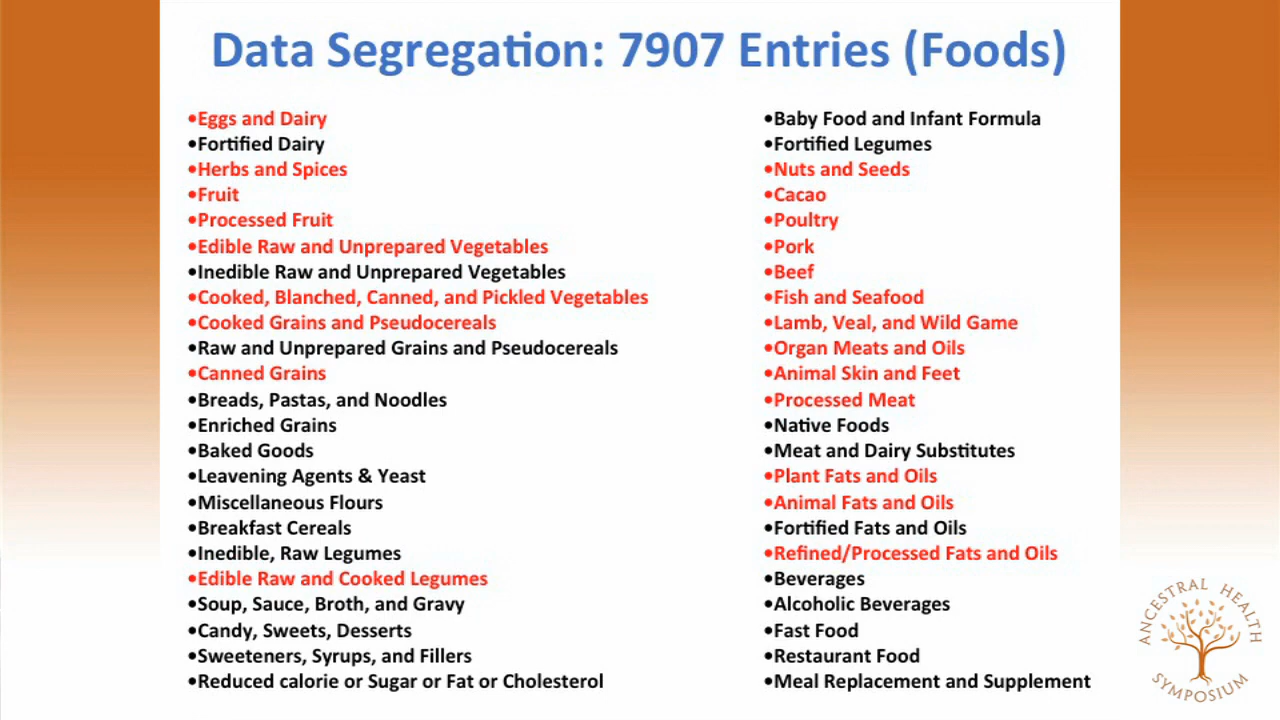 Data Segregation: 7907 Entries (Foods)
•Eggs and Dairy
•Fortified Dairy
•Herbs and Spices
•Fruit
•Processed Fruit
•Edible Raw and Unprepared Vegetables
•Inedible Raw and Unprepared Vegetables
•Cooked, Blanched, Canned, and Pickled Vegetables
•Cooked Grains and Pseudocereals
•Raw and Unprepared Grains and Pseudocereals
•Canned Grains
•Breads, Pastas, and Noodles
•Enriched Grains
•Baked Goods
•Leavening Agents & Yeast
•Miscellaneous Flours
•Breakfast Cereals
•Inedible, Raw Legumes
•Edible Raw and Cooked Legumes
•Soup, Sauce, Broth, and Gravy
•Candy, Sweets, Desserts
•Sweeteners, Syrups, and Fillers
•Reduced calorie or Sugar or Fat or Cholesterol
•Baby Food and Infant Formula
•Fortified Legumes
•Nuts and Seeds
•Cacao
•Poultry
•Pork
•Beef
•Fish and Seafood
•Lamb, Veal, and Wild Game
•Organ Meats and Oils
•Animal Skin and Feet
•Processed Meat
•Native Foods
•Meat and Dairy Substitutes
•Plant Fats and Oils
•Animal Fats and Oils
•Fortified Fats and Oils
•Refined/Processed Fats and Oils
•Beverages
•Alcoholic Beverages
•Fast Food
•Restaurant Food
•Meal Replacement and Supplement
ANCESTRAL HEALTH
SYMPOSIUM